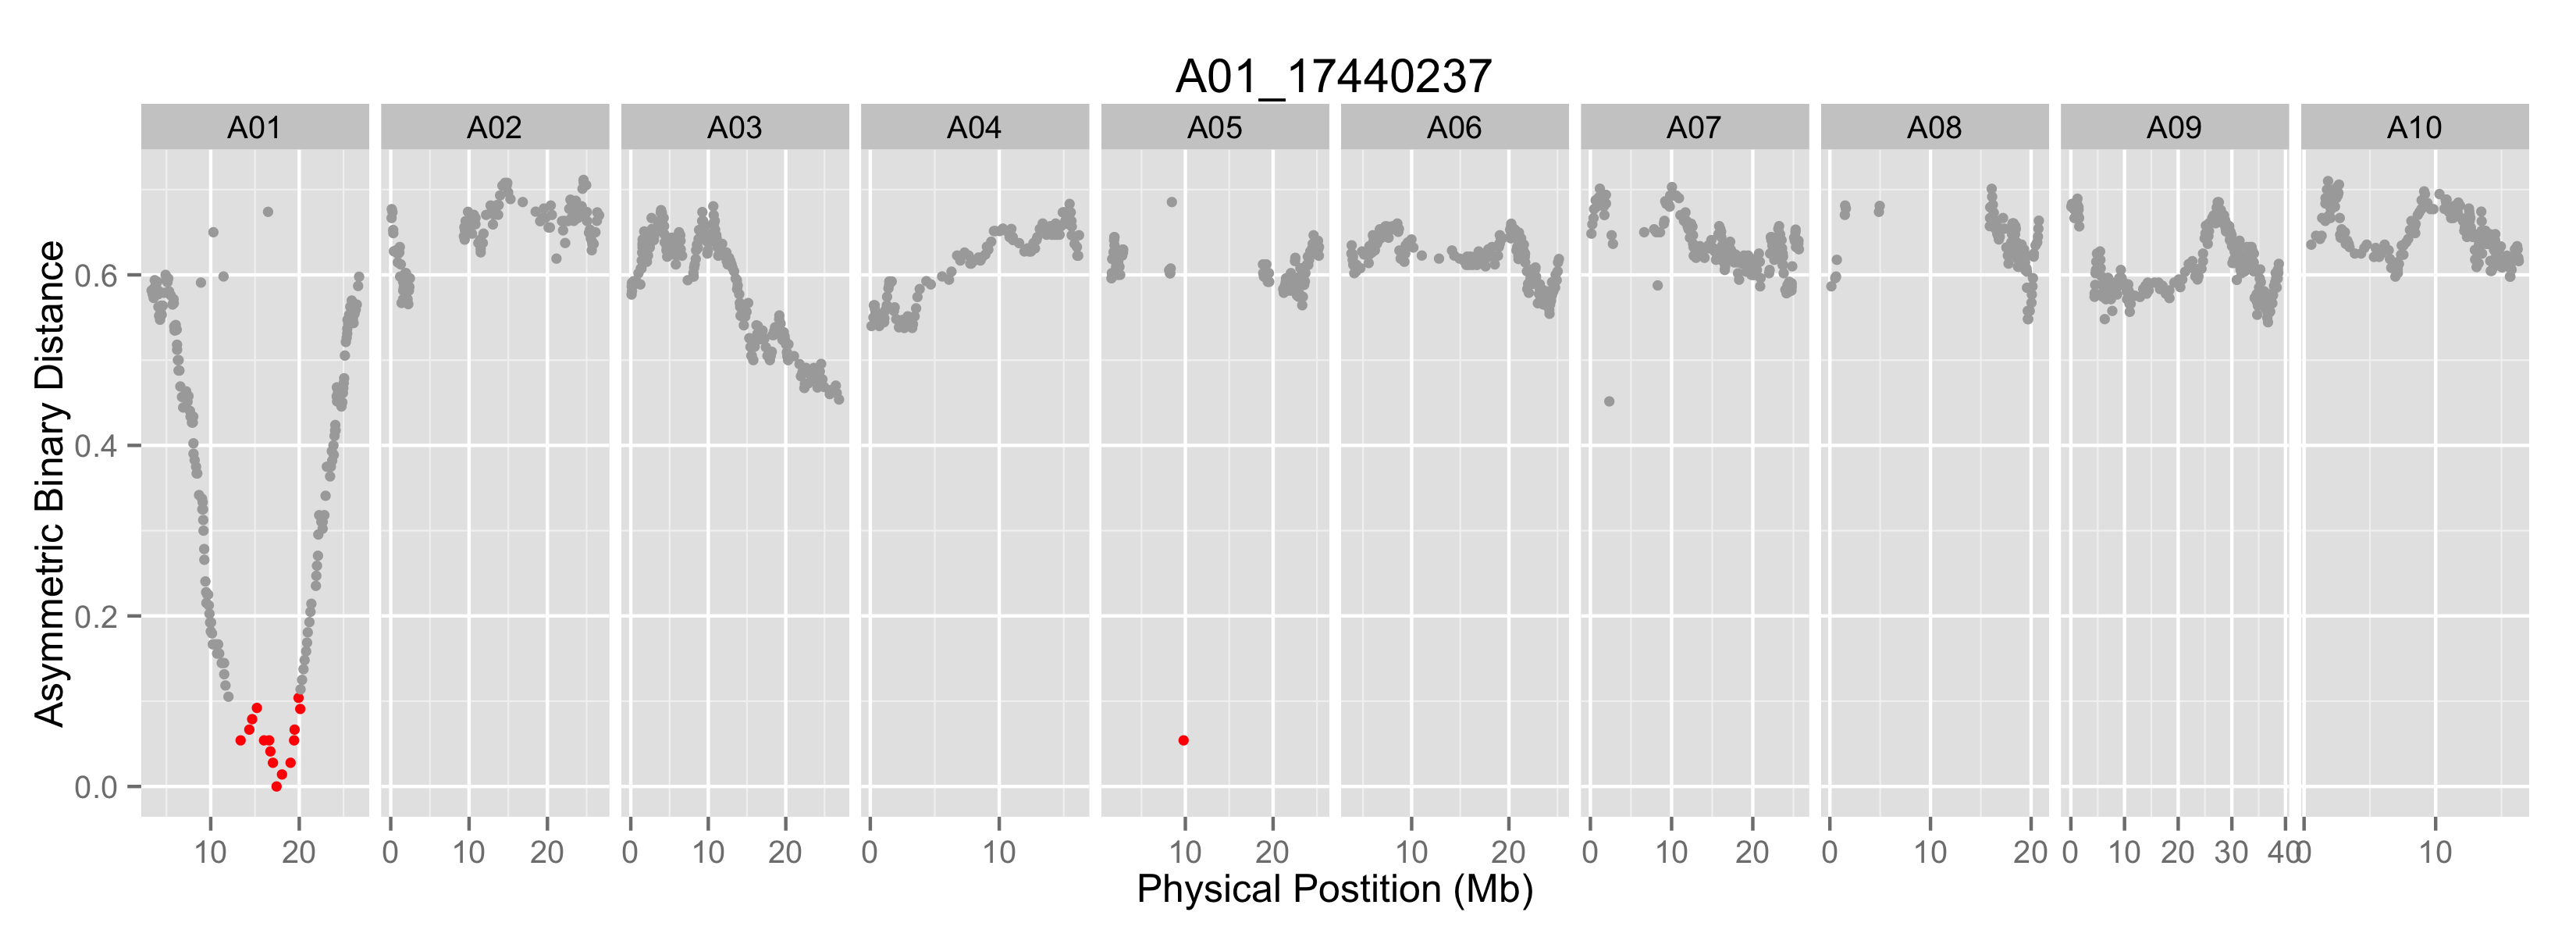 A01_17440237
A01 A02 A03 A04 A05 A06 A07 A08 A09 A10
Asymmetric Binary Distance
0.6
0.4
0.2
0.0
10 20 0 10 20 0 10 20 0 10 10 20 10 20 0 10 20 0 10 20 0 10 20 30 40 0 10
Physical Postition (Mb)